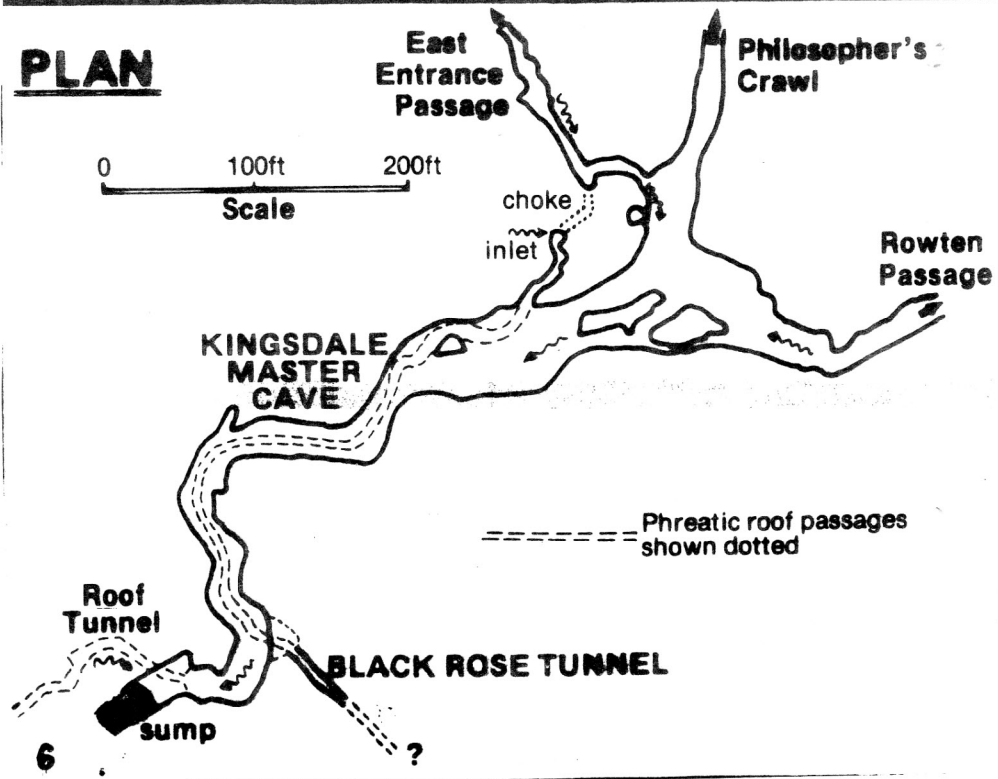 PLAN
East
Entrance
Passage
Philosopher's
Crawl
0 100ft 200ft
Scale
choke
inlet
Rowten
Passage
KINGSDALE
MASTER
CAVE
Phreatic roof passages
shown dotted
Roof
Tunnel
BLACK ROSE TUNNEL
sump
6
?